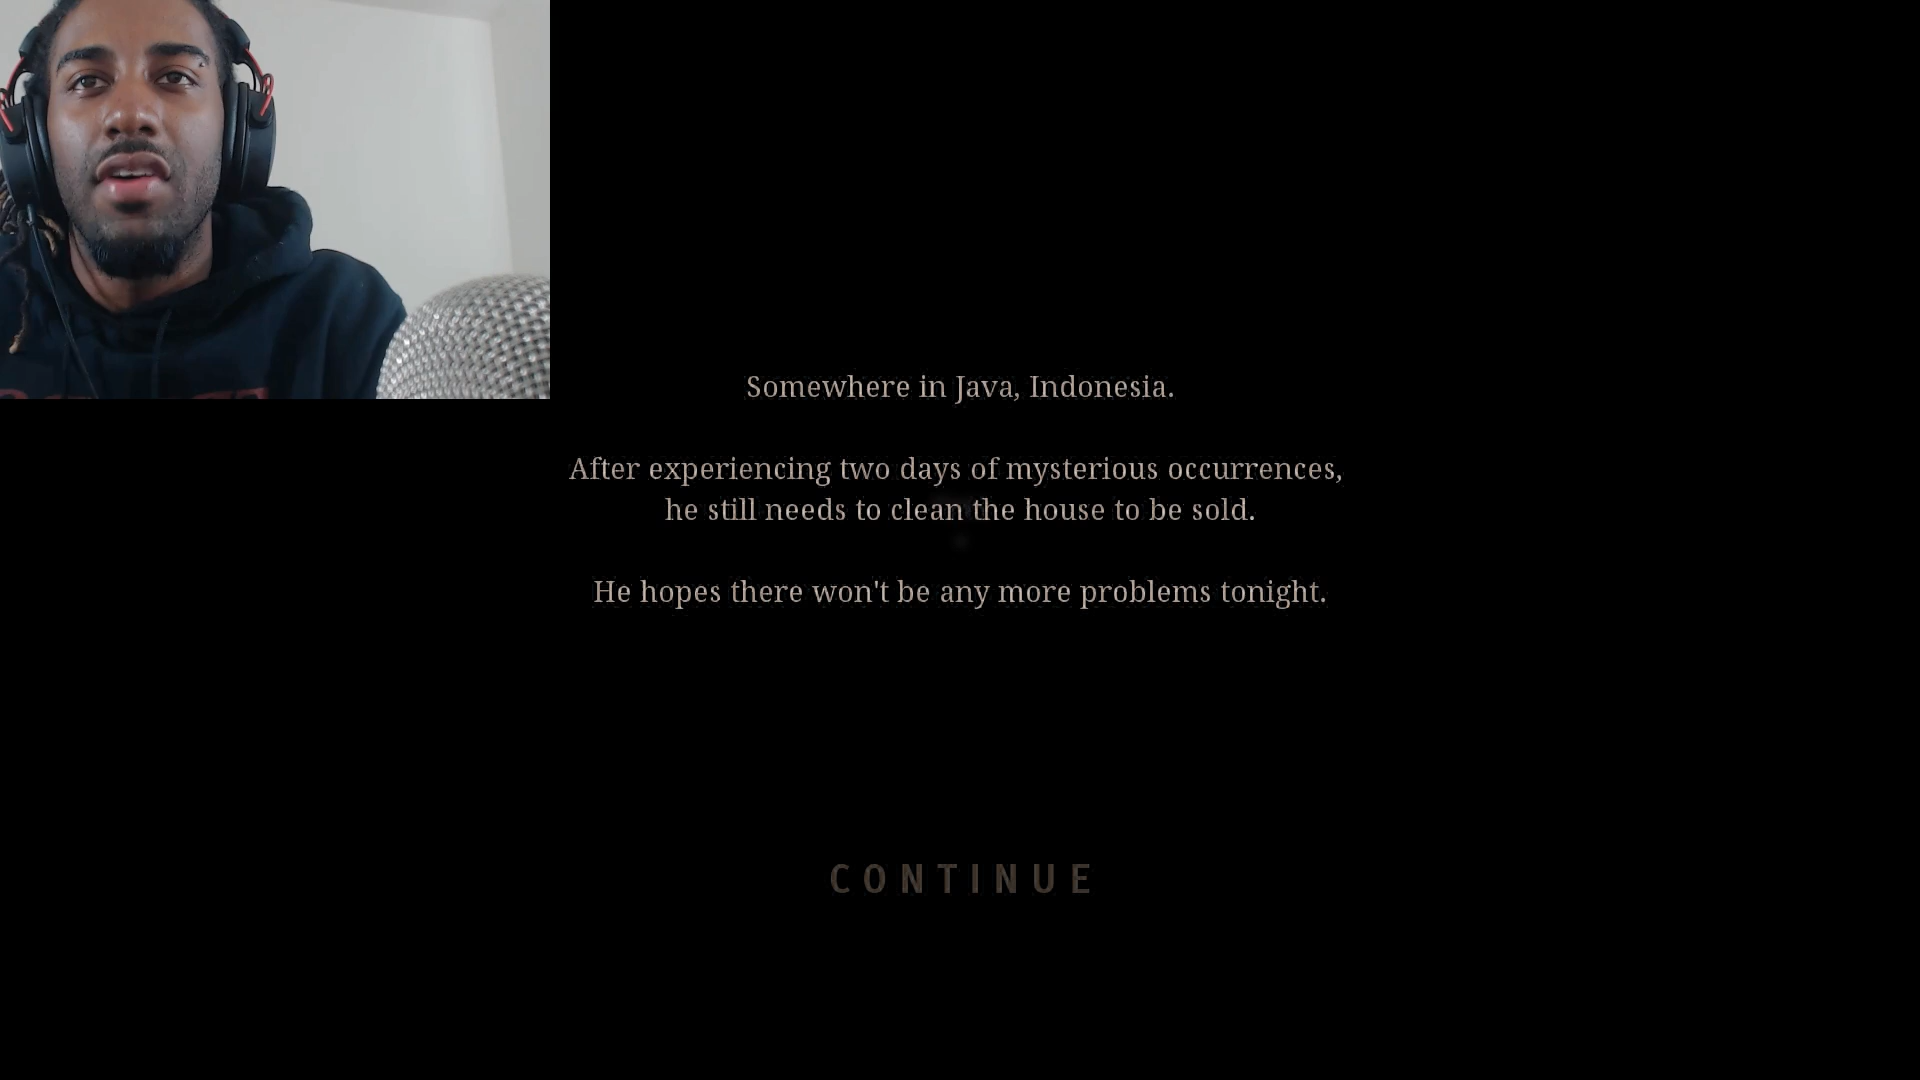 Somewhere in Java, Indonesia.
After experiencing two days of mysterious occurrences,
he still needs to clean the house to be sold.
He hopes there won't be any more problems tonight.
CONTINUE